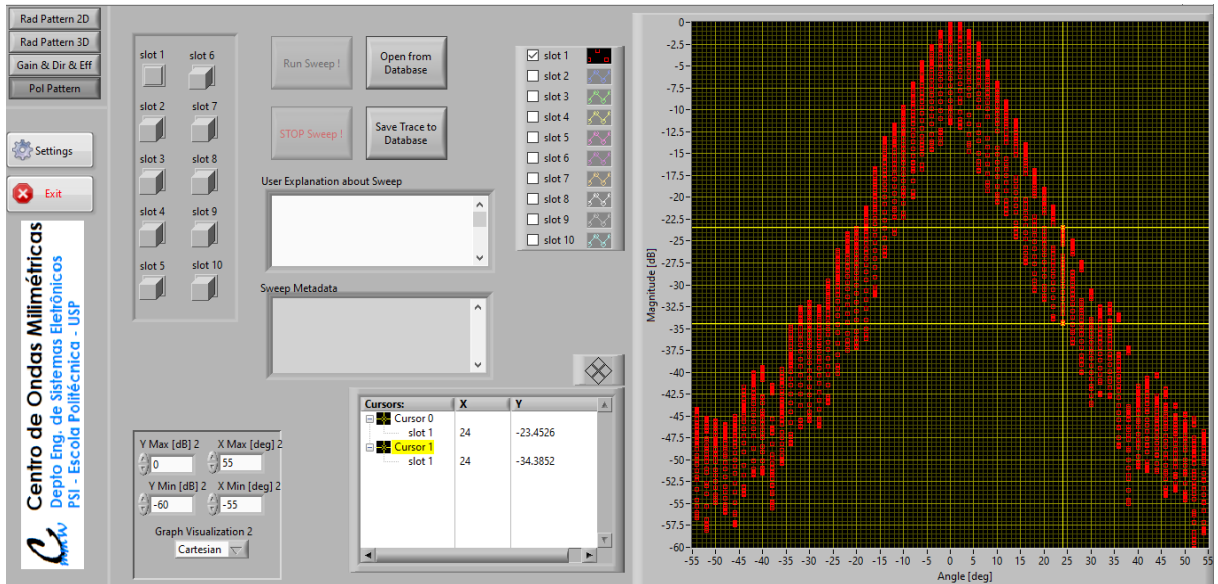 Rad Pattern 2D
Rad Pattern 3D
Gain & Dir & Eff
Pol Pattern
Settings
Exit
Centro de Ondas Milimétricas
Depto Eng. de Sistemas Eletrônicos
PSI - Escola Politécnica - USP
mmw
slot 1 slot 6
slot 2 slot 7
slot 3 slot 8
slot 4 slot 9
slot 5 slot 10
Run Sweep !
Open from Database
STOP Sweep !
Save Trace to Database
User Explanation about Sweep
Sweep Metadata
slot 1
slot 2
slot 3
slot 4
slot 5
slot 6
slot 7
slot 8
slot 9
slot 10
Cursors: X Y
Cursor 0
slot 1 24 -23.4526
Cursor 1
slot 1 24 -34.3852
Y Max [dB] 2 X Max [deg] 2
0 55
Y Min [dB] 2 X Min [deg] 2
-60 -55
Graph Visualization 2
Cartesian
Magnitude [dB]
0
-2.5
-5
-7.5
-10
-12.5
-15
-17.5
-20
-22.5
-25
-27.5
-30
-32.5
-35
-37.5
-40
-42.5
-45
-47.5
-50
-52.5
-55
-57.5
-60
-55 -50 -45 -40 -35 -30 -25 -20 -15 -10 -5 0 5 10 15 20 25 30 35 40 45 50 55
Angle [deg]